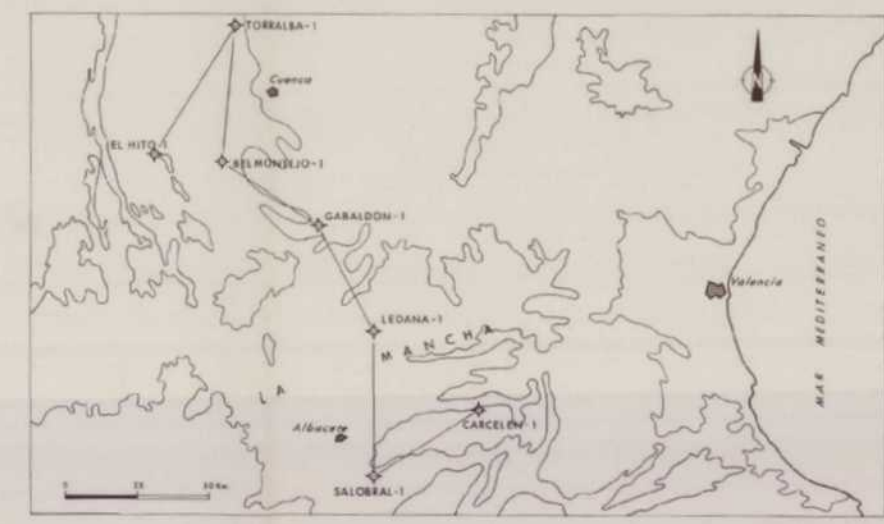 TORRALBA-1
Cuenca
N
EL HITO-1
BELMONTEJO-1
GABALDON-1
Valencia
MAR MEDITERRANEO
LEDANA-1
LA MANCHA
CARCELEN-1
Albacete
SALOBRAL-1
0 25 50 Km.